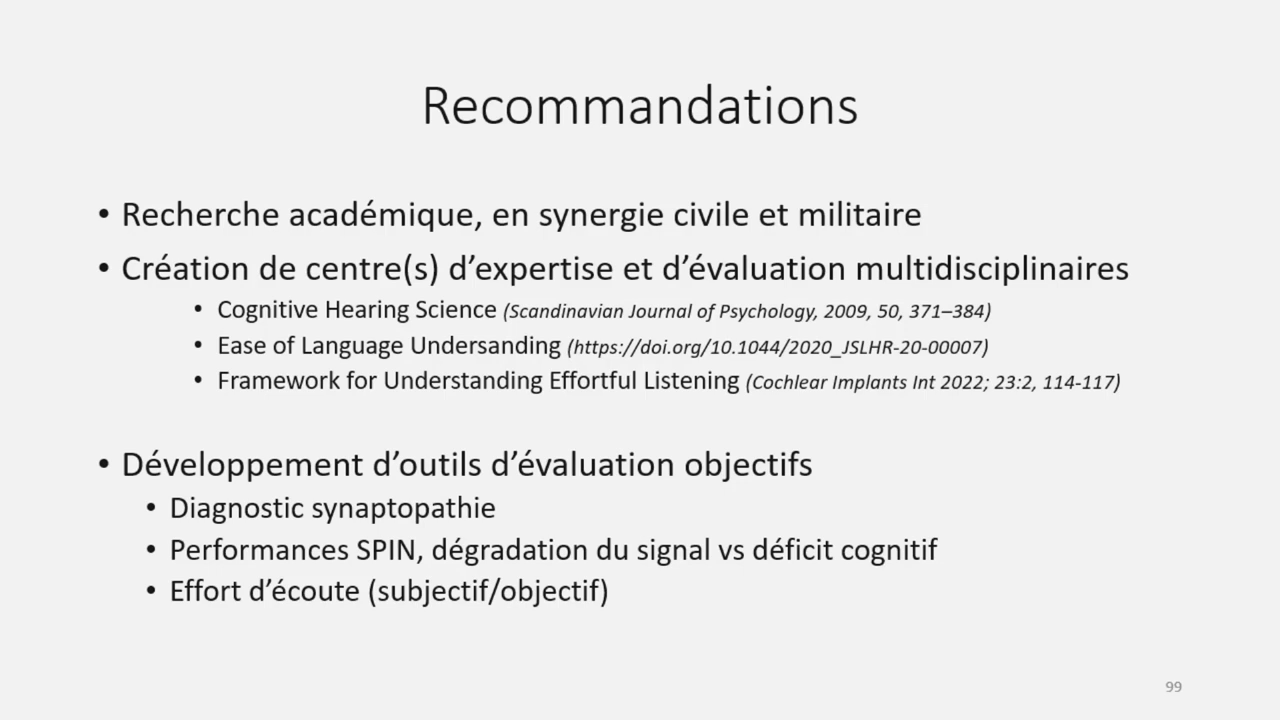 Recommandations
• Recherche académique, en synergie civile et militaire
• Création de centre(s) d’expertise et d’évaluation multidisciplinaires
• Cognitive Hearing Science (Scandinavian Journal of Psychology, 2009, 50, 371–384)
• Ease of Language Undersanding (https://doi.org/10.1044/2020_JSLHR-20-00007)
• Framework for Understanding Effortful Listening (Cochlear Implants Int 2022; 23:2, 114-117)
• Développement d’outils d’évaluation objectifs
• Diagnostic synaptopathie
• Performances SPIN, dégradation du signal vs déficit cognitif
• Effort d’écoute (subjectif/objectif)
99